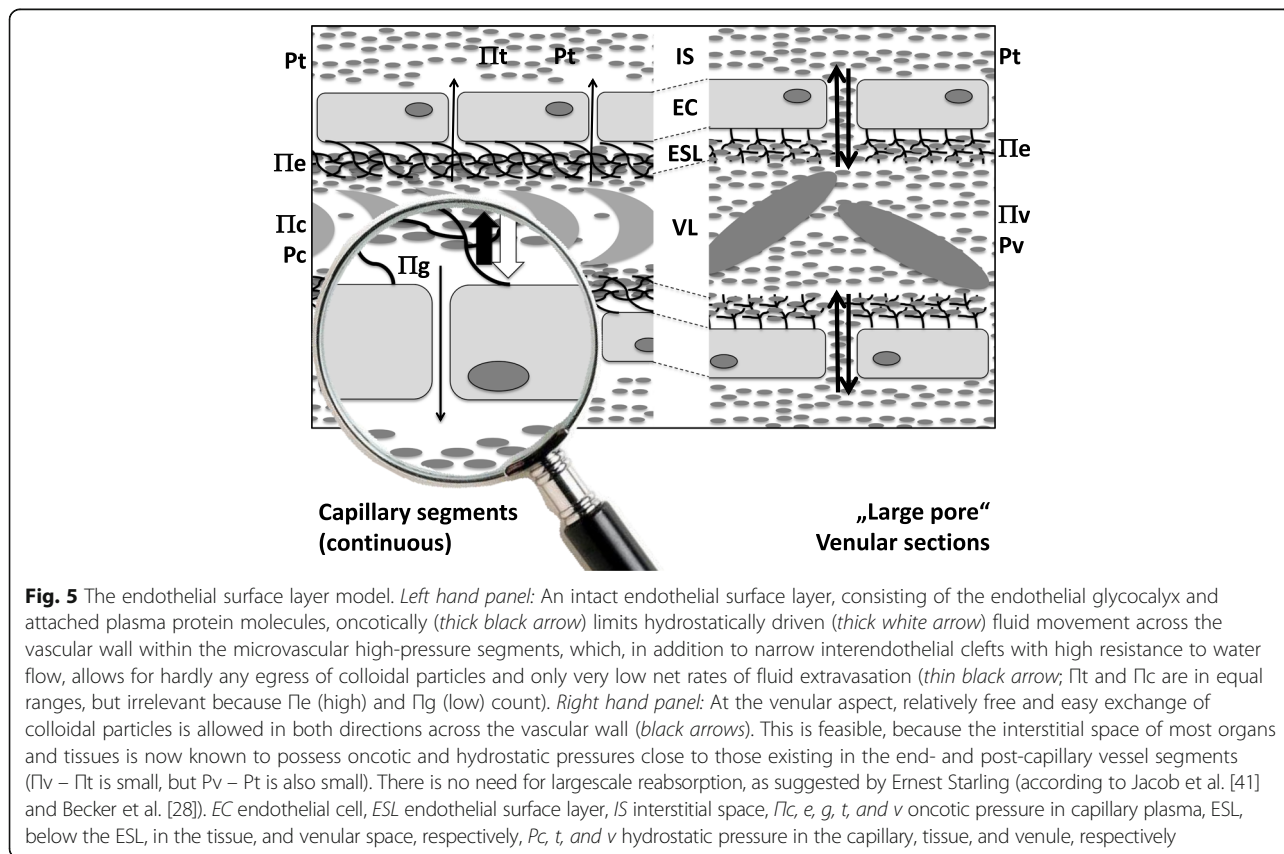 Pt Πt Pt IS Pt
EC
Πe ESL Πe
Πc VL Πv
Pc Pv
Πg
Capillary segments
(continuous)
„Large pore“
Venular sections
Fig. 5 The endothelial surface layer model. Left hand panel: An intact endothelial surface layer, consisting of the endothelial glycocalyx and
attached plasma protein molecules, oncotically (thick black arrow) limits hydrostatically driven (thick white arrow) fluid movement across the
vascular wall within the microvascular high-pressure segments, which, in addition to narrow interendothelial clefts with high resistance to water
flow, allows for hardly any egress of colloidal particles and only very low net rates of fluid extravasation (thin black arrow; Πt and Πc are in equal
ranges, but irrelevant because Πe (high) and Πg (low) count). Right hand panel: At the venular aspect, relatively free and easy exchange of
colloidal particles is allowed in both directions across the vascular wall (black arrows). This is feasible, because the interstitial space of most organs
and tissues is now known to possess oncotic and hydrostatic pressures close to those existing in the end- and post-capillary vessel segments
(Πv – Πt is small, but Pv – Pt is also small). There is no need for largescale reabsorption, as suggested by Ernest Starling (according to Jacob et al. [41]
and Becker et al. [28]). EC endothelial cell, ESL endothelial surface layer, IS interstitial space, Πc, e, g, t, and v oncotic pressure in capillary plasma, ESL,
below the ESL, in the tissue, and venular space, respectively, Pc, t, and v hydrostatic pressure in the capillary, tissue, and venule, respectively